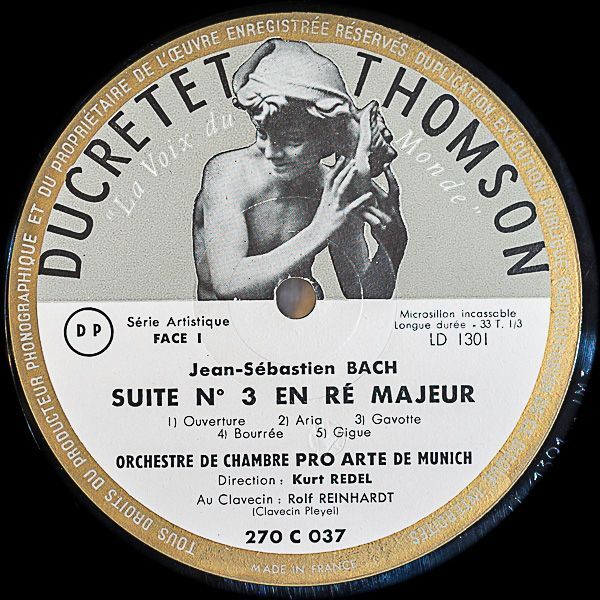 TOUS DROITS DU PRODUCTEUR PHONOGRAPHIQUE ET DU PROPRIÉTAIRE DE L'ŒUVRE ENREGISTRÉE RÉSERVÉS DUPLICATION EXÉCUTION
DUCRETET THOMSON
"La Voix du Monde"
D P
Série Artistique
FACE 1
Microsillon incassable
Longue durée - 33 T. 1/3
LD 1301
Jean-Sébastien BACH
SUITE N° 3 EN RÉ MAJEUR
1) Ouverture 2) Aria 3) Gavotte
4) Bourrée 5) Gigue
ORCHESTRE DE CHAMBRE PRO ARTE DE MUNICH
Direction : Kurt REDEL
Au Clavecin : Rolf REINHARDT
(Clavecin Pleyel)
270 C 037
MADE IN FRANCE